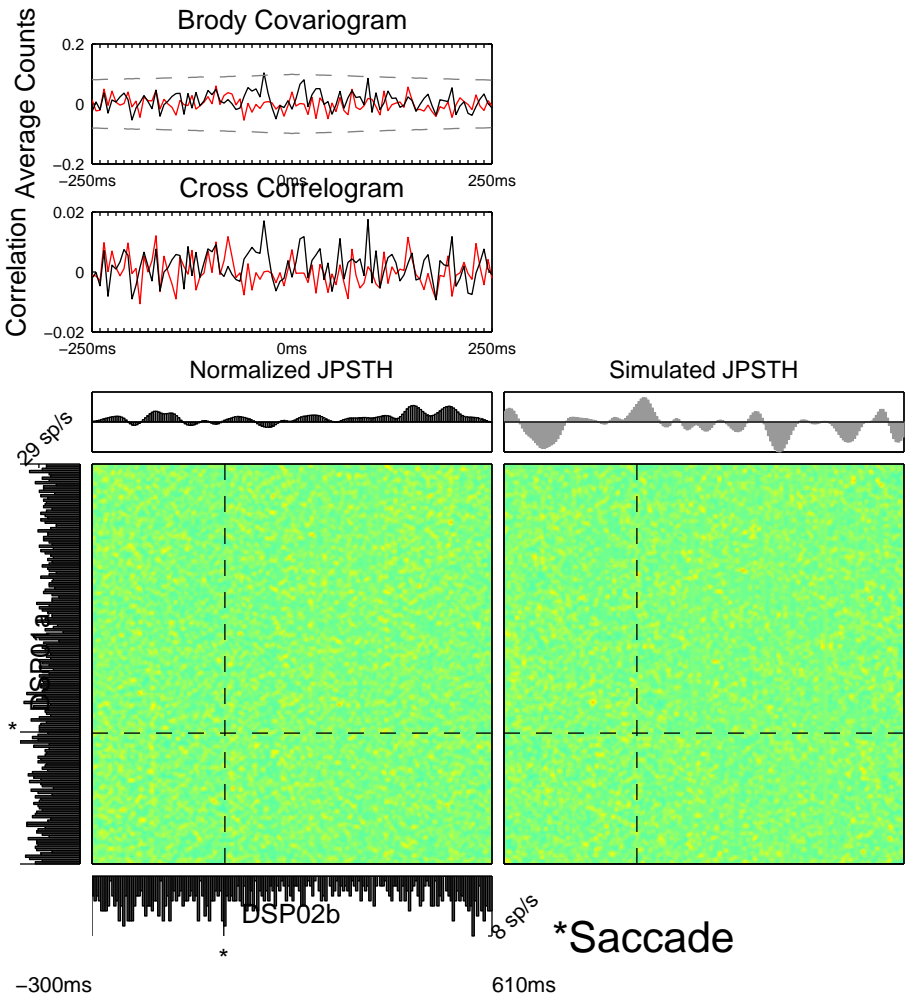 Brody Covariogram
Average Counts
0.2
0
−0.2
−250ms
0ms
250ms
Cross Correlogram
Correlation
0.02
0
−0.02
−250ms
0ms
250ms
Normalized JPSTH
Simulated JPSTH
29 sp/s
DSP01a
*
DSP02b
8 sp/s
*
*Saccade
−300ms
610ms